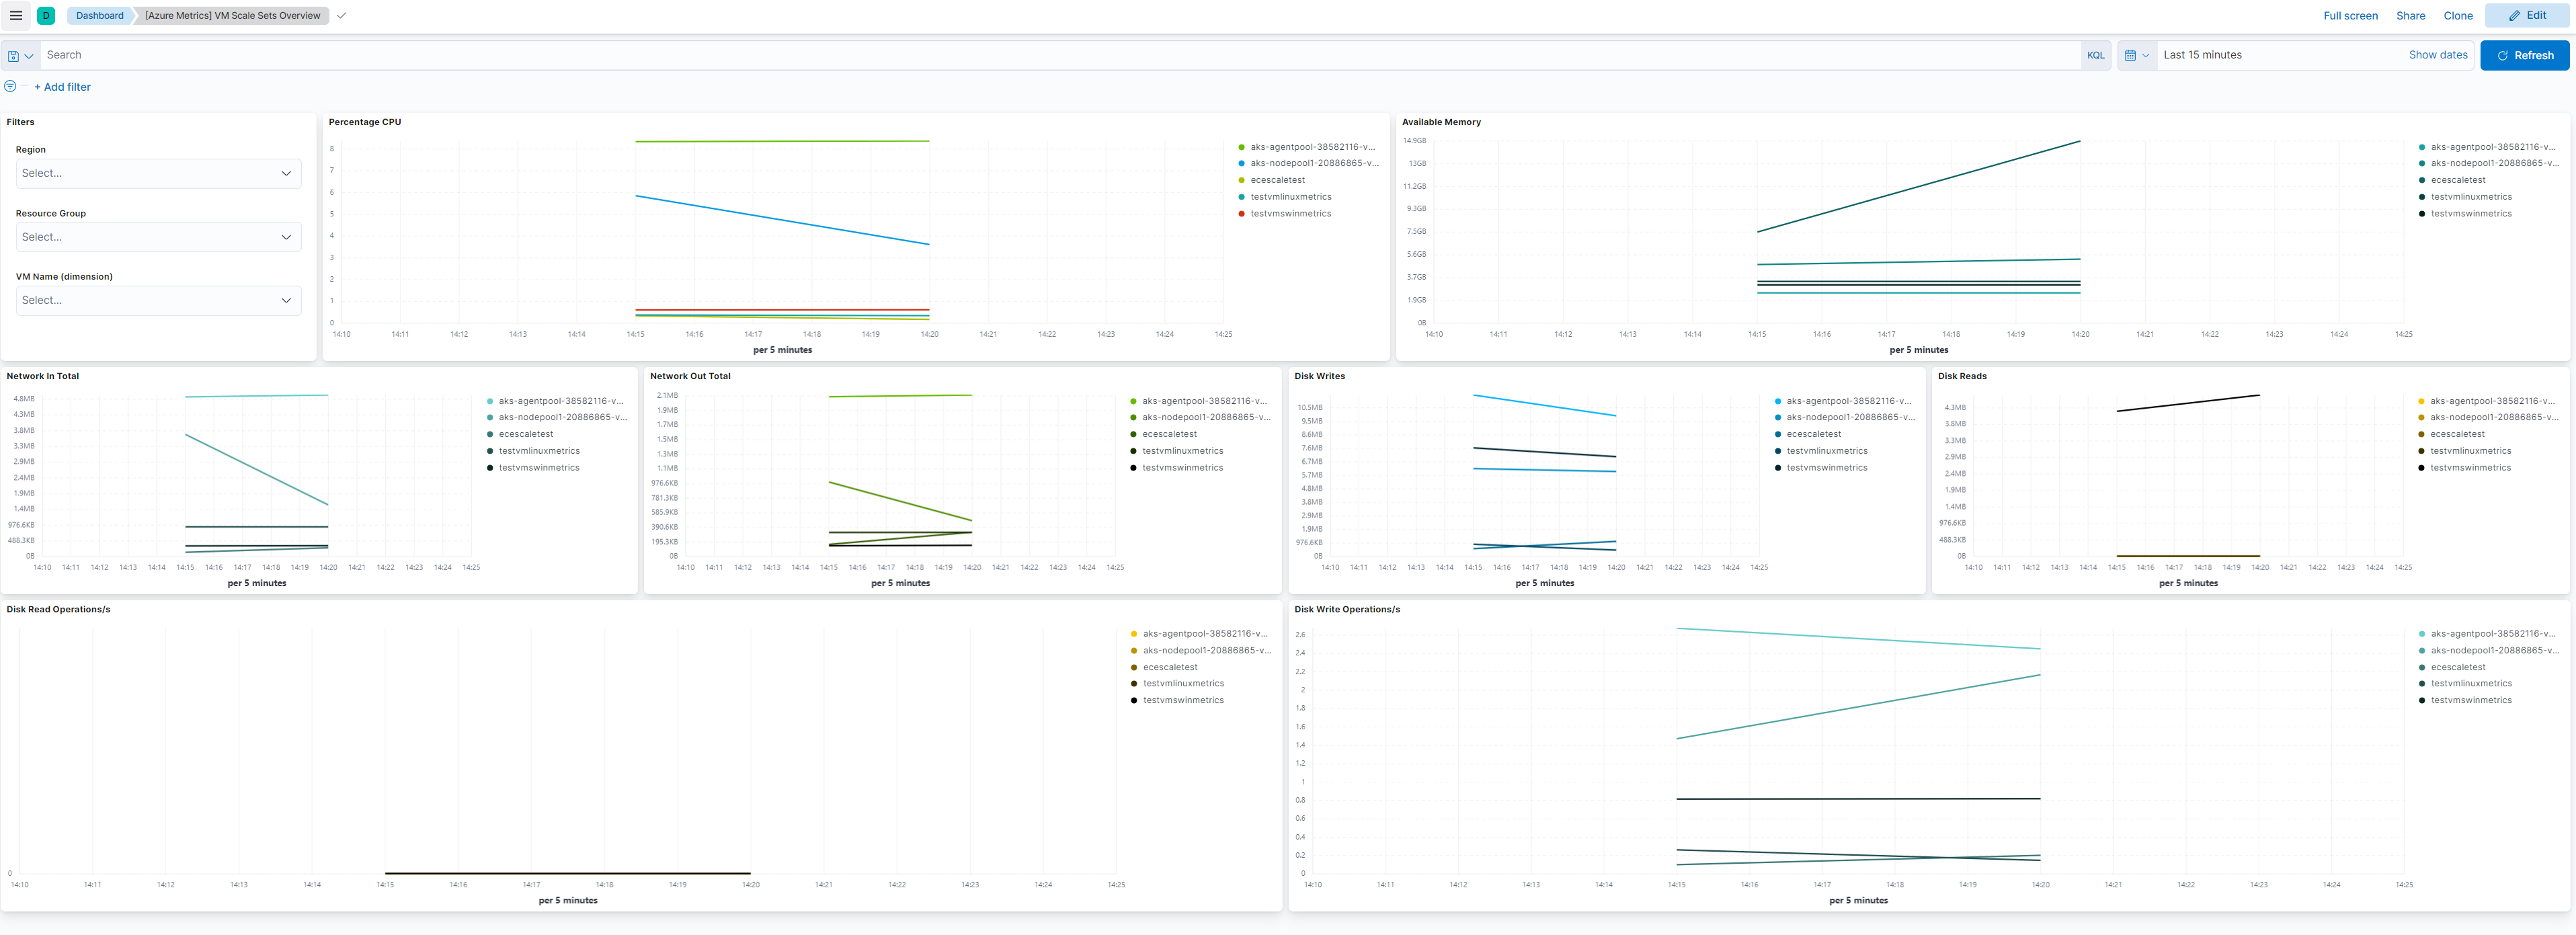 D Dashboard [Azure Metrics] VM Scale Sets Overview Full screen Share Clone Edit
Search KQL Last 15 minutes Show dates Refresh
+ Add filter
Filters
Region
Select...
Resource Group
Select...
VM Name (dimension)
Select...
Percentage CPU
8
7
6
5
4
3
2
1
0
14:10 14:11 14:12 14:13 14:14 14:15 14:16 14:17 14:18 14:19 14:20 14:21 14:22 14:23 14:24 14:25
per 5 minutes
aks-agentpool-38582116-v...
aks-nodepool1-20886865-v...
ecescaletest
testvmlinuxmetrics
testvmswinmetrics
Available Memory
14.9GB
13GB
11.2GB
9.3GB
7.5GB
5.6GB
3.7GB
1.9GB
0B
14:10 14:11 14:12 14:13 14:14 14:15 14:16 14:17 14:18 14:19 14:20 14:21 14:22 14:23 14:24 14:25
per 5 minutes
aks-agentpool-38582116-v...
aks-nodepool1-20886865-v...
ecescaletest
testvmlinuxmetrics
testvmswinmetrics
Network In Total
4.8MB
4.3MB
3.8MB
3.3MB
2.9MB
2.4MB
1.9MB
1.4MB
976.6KB
488.3KB
0B
14:10 14:11 14:12 14:13 14:14 14:15 14:16 14:17 14:18 14:19 14:20 14:21 14:22 14:23 14:24 14:25
per 5 minutes
aks-agentpool-38582116-v...
aks-nodepool1-20886865-v...
ecescaletest
testvmlinuxmetrics
testvmswinmetrics
Network Out Total
2.1MB
1.9MB
1.7MB
1.5MB
1.3MB
1.1MB
976.6KB
781.3KB
585.9KB
390.6KB
195.3KB
0B
14:10 14:11 14:12 14:13 14:14 14:15 14:16 14:17 14:18 14:19 14:20 14:21 14:22 14:23 14:24 14:25
per 5 minutes
aks-agentpool-38582116-v...
aks-nodepool1-20886865-v...
ecescaletest
testvmlinuxmetrics
testvmswinmetrics
Disk Writes
10.5MB
9.5MB
8.6MB
7.6MB
6.7MB
5.7MB
4.8MB
3.8MB
2.9MB
1.9MB
976.6KB
0B
14:10 14:11 14:12 14:13 14:14 14:15 14:16 14:17 14:18 14:19 14:20 14:21 14:22 14:23 14:24 14:25
per 5 minutes
aks-agentpool-38582116-v...
aks-nodepool1-20886865-v...
ecescaletest
testvmlinuxmetrics
testvmswinmetrics
Disk Reads
4.3MB
3.8MB
3.3MB
2.9MB
2.4MB
1.9MB
1.4MB
976.6KB
488.3KB
0B
14:10 14:11 14:12 14:13 14:14 14:15 14:16 14:17 14:18 14:19 14:20 14:21 14:22 14:23 14:24 14:25
per 5 minutes
aks-agentpool-38582116-v...
aks-nodepool1-20886865-v...
ecescaletest
testvmlinuxmetrics
testvmswinmetrics
Disk Read Operations/s
0
14:10 14:11 14:12 14:13 14:14 14:15 14:16 14:17 14:18 14:19 14:20 14:21 14:22 14:23 14:24 14:25
per 5 minutes
aks-agentpool-38582116-v...
aks-nodepool1-20886865-v...
ecescaletest
testvmlinuxmetrics
testvmswinmetrics
Disk Write Operations/s
2.6
2.4
2.2
2
1.8
1.6
1.4
1.2
1
0.8
0.6
0.4
0.2
0
14:10 14:11 14:12 14:13 14:14 14:15 14:16 14:17 14:18 14:19 14:20 14:21 14:22 14:23 14:24 14:25
per 5 minutes
aks-agentpool-38582116-v...
aks-nodepool1-20886865-v...
ecescaletest
testvmlinuxmetrics
testvmswinmetrics